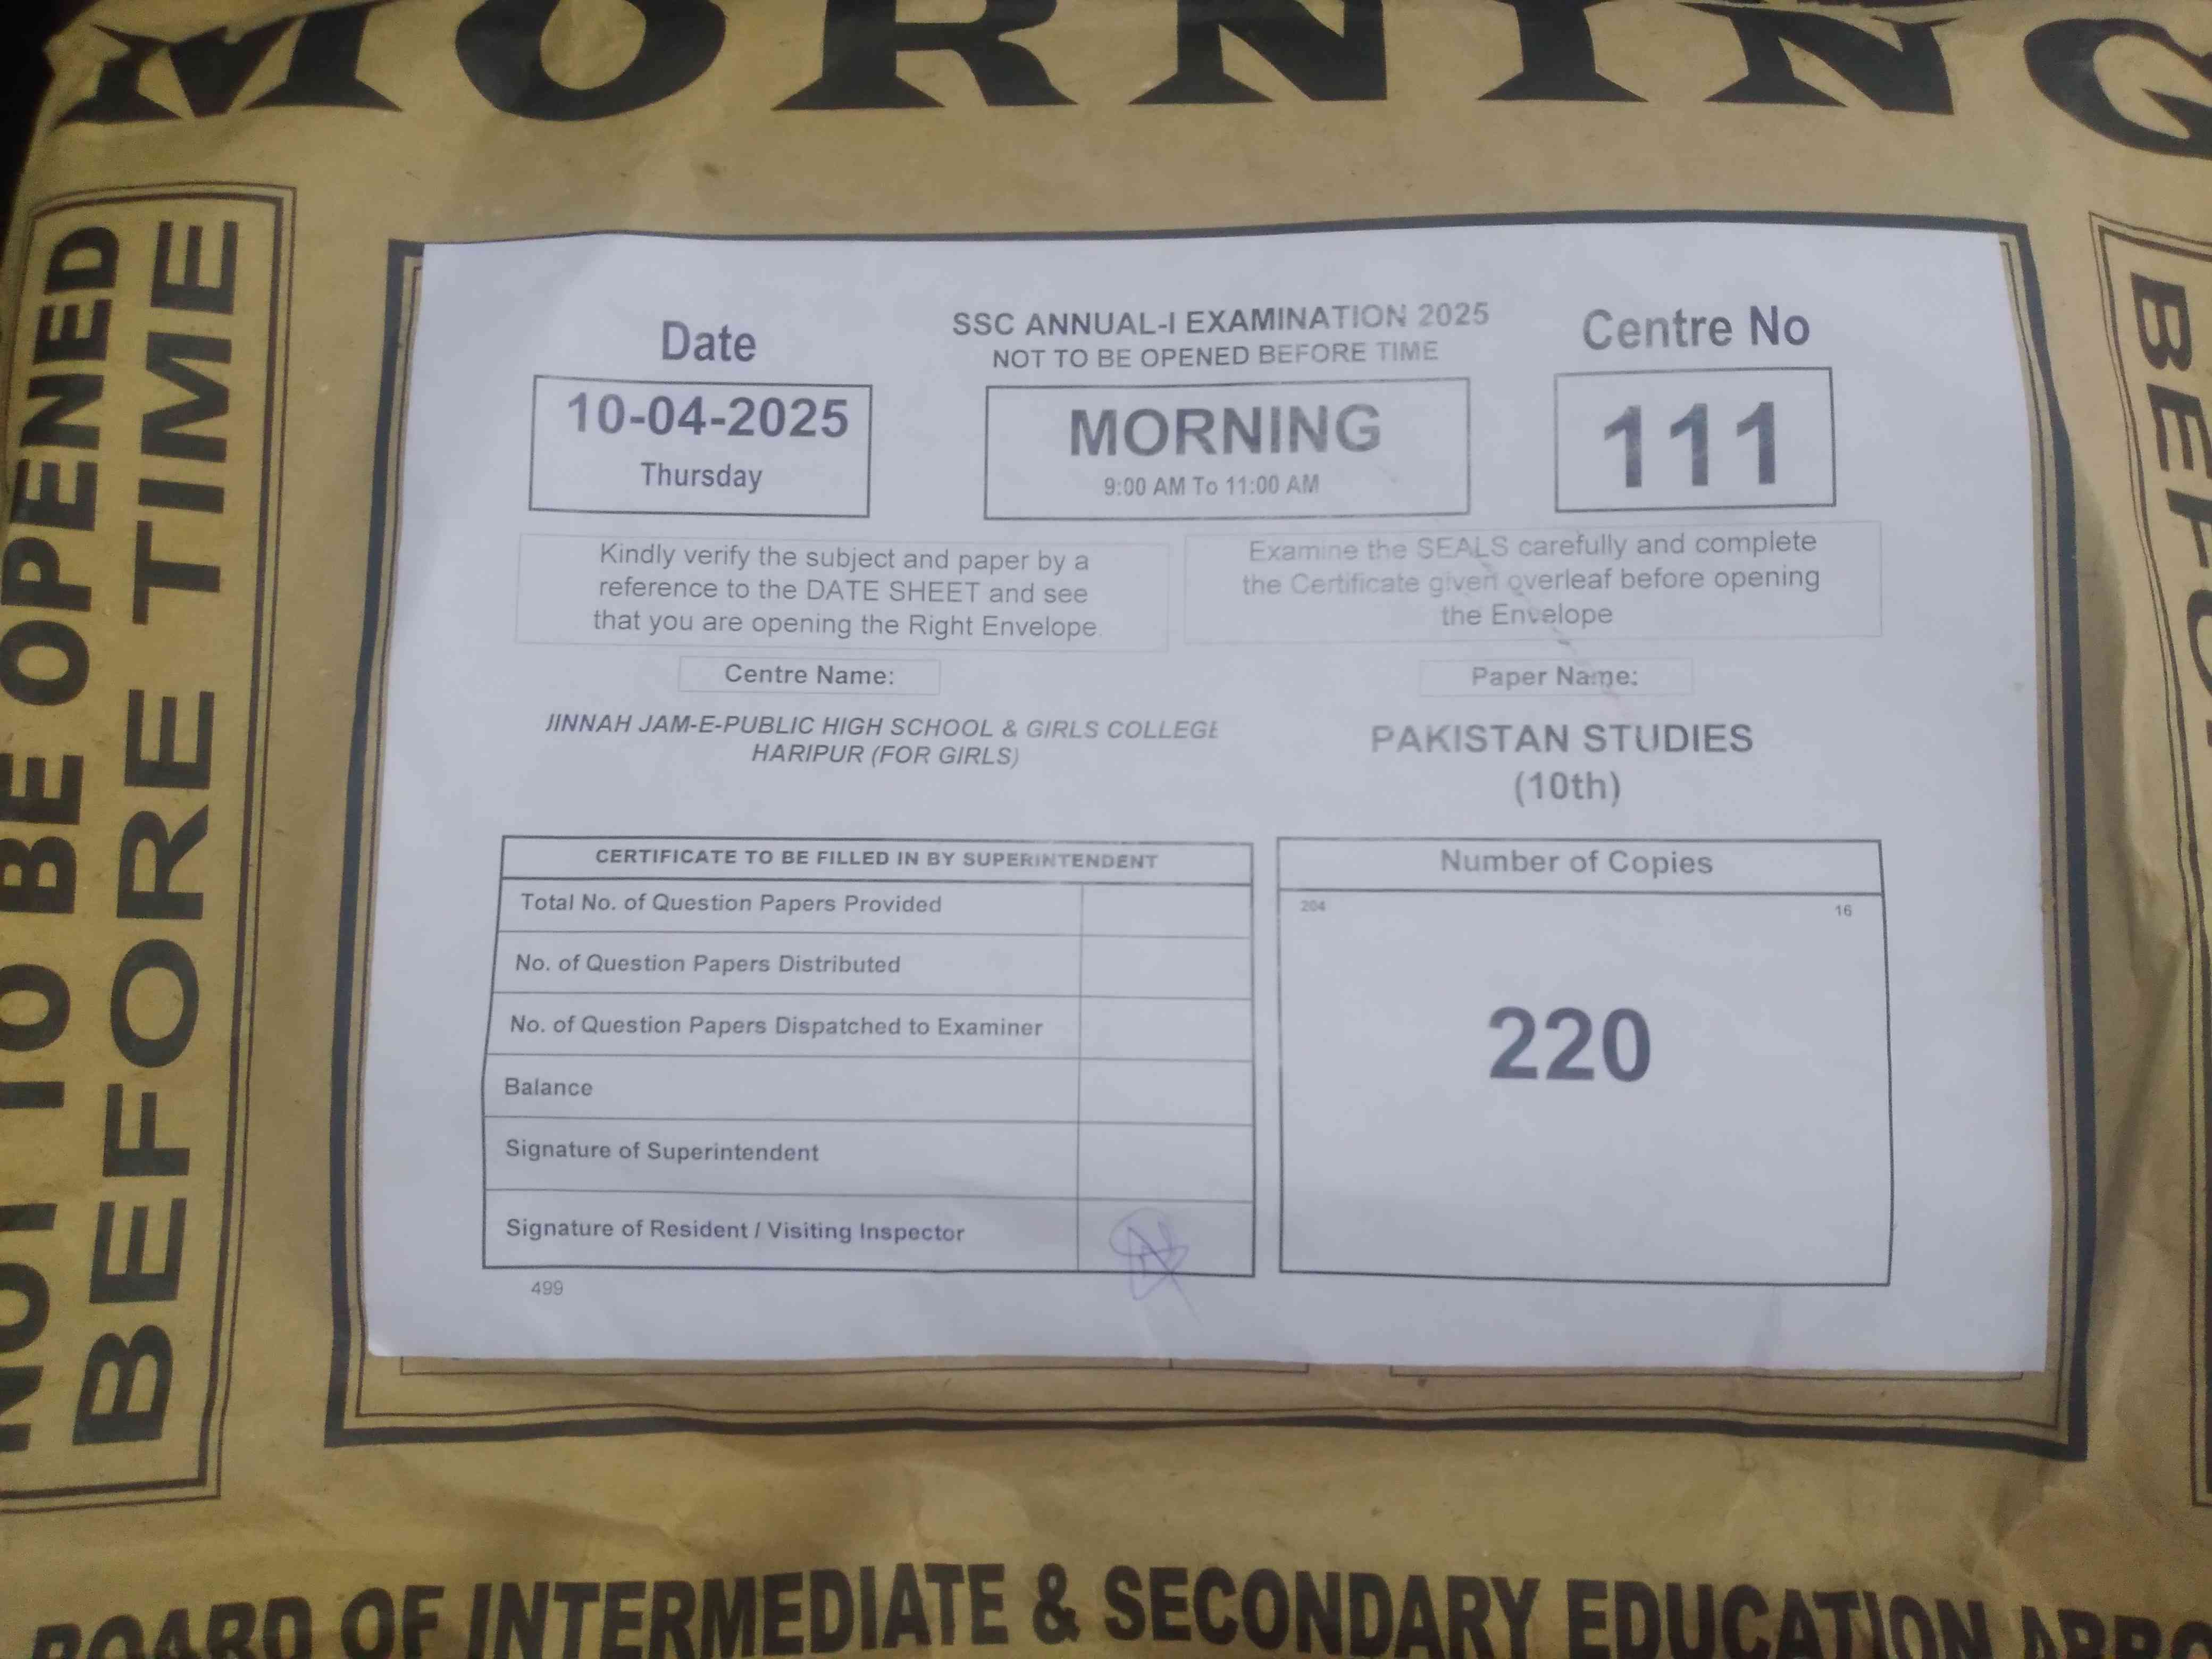 MORNING
NOT TO BE OPENED
BEFORE TIME
Date
10-04-2025
Thursday
SSC ANNUAL-I EXAMINATION 2025
NOT TO BE OPENED BEFORE TIME
MORNING
9:00 AM To 11:00 AM
Centre No
111
Kindly verify the subject and paper by a
reference to the DATE SHEET and see
that you are opening the Right Envelope.
Examine the SEALS carefully and complete
the Certificate given overleaf before opening
the Envelope
Centre Name:
JINNAH JAM-E-PUBLIC HIGH SCHOOL & GIRLS COLLEGE
HARIPUR (FOR GIRLS)
Paper Name:
PAKISTAN STUDIES
(10th)
CERTIFICATE TO BE FILLED IN BY SUPERINTENDENT
Total No. of Question Papers Provided
No. of Question Papers Distributed
No. of Question Papers Dispatched to Examiner
Balance
Signature of Superintendent
Signature of Resident / Visiting Inspector
499
Number of Copies
204 16
220
BOARD OF INTERMEDIATE & SECONDARY EDUCATION